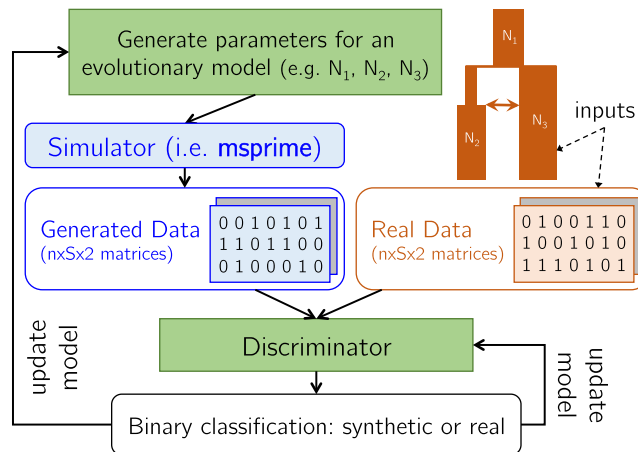 Generate parameters for an
evolutionary model (e.g. N₁, N₂, N₃)
N₁
N₂
N₃
inputs
Simulator (i.e. msprime)
Generated Data
(nxSx2 matrices)
0 0 1 0 1 0 1
1 1 0 1 1 0 0
0 1 0 0 0 1 0
Real Data
(nxSx2 matrices)
0 1 0 0 1 1 0
1 0 0 1 0 1 0
1 1 1 0 1 0 1
Discriminator
update
model
update
model
Binary classification: synthetic or real